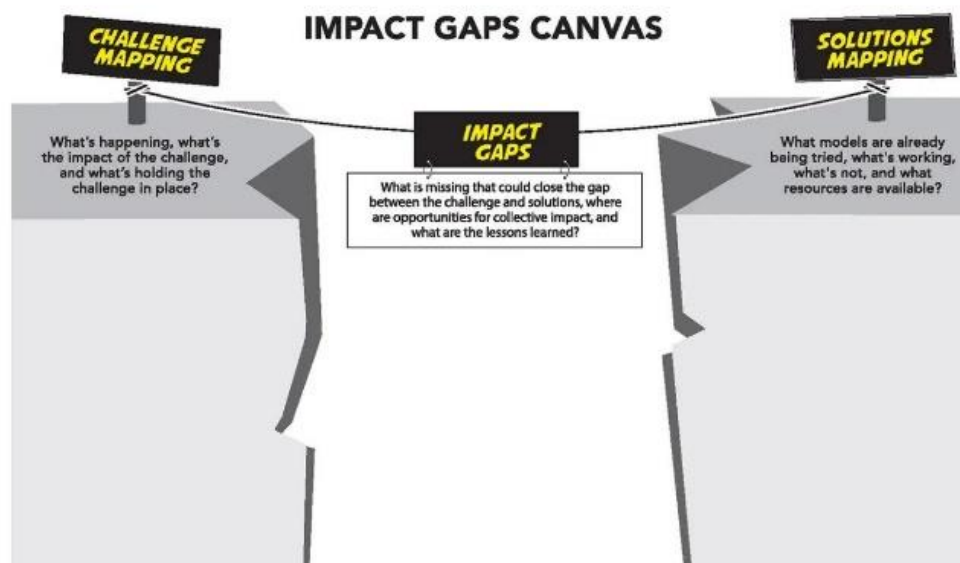 IMPACT GAPS CANVAS
CHALLENGE
MAPPING
What's happening, what's
the impact of the challenge,
and what's holding the
challenge in place?
IMPACT
GAPS
What is missing that could close the gap
between the challenge and solutions, where
are opportunities for collective impact, and
what are the lessons learned?
SOLUTIONS
MAPPING
What models are already
being tried, what's working,
what's not, and what
resources are available?